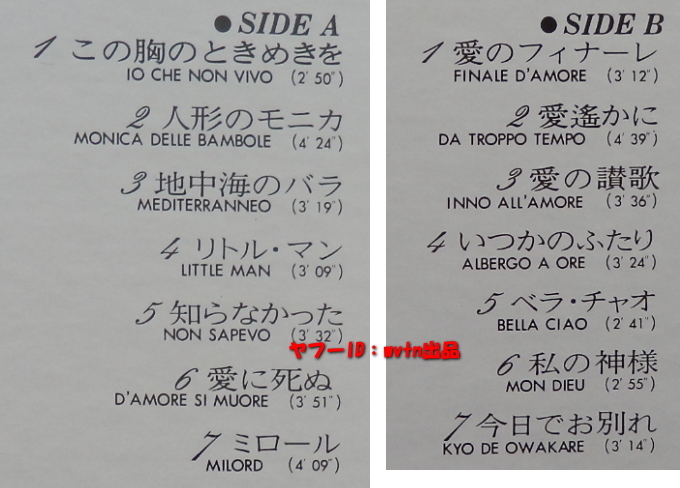 ● SIDE A
1 この胸のときめきを
IO CHE NON VIVO (2′50″)
2 人形のモニカ
MONICA DELLE BAMBOLE (4′24″)
3 地中海のバラ
MEDITERRANNEO (3′19″)
4 リトル・マン
LITTLE MAN (3′09″)
5 知らなかった
NON SAPEVO (3′32″)
6 愛に死ぬ
D'AMORE SI MUORE (3′51″)
7 ミロール
MILORD (4′09″)
● SIDE B
1 愛のフィナーレ
FINALE D'AMORE (3′12″)
2 愛遙かに
DA TROPPO TEMPO (4′39″)
3 愛の讃歌
INNO ALL'AMORE (3′36″)
4 いつかのふたり
ALBERGO A ORE (3′24″)
5 ベラ・チャオ
BELLA CIAO (2′41″)
6 私の神様
MON DIEU (2′55″)
7 今日でお別れ
KYO DE OWAKARE (3′14″)
ヤフーID：wvfn出品